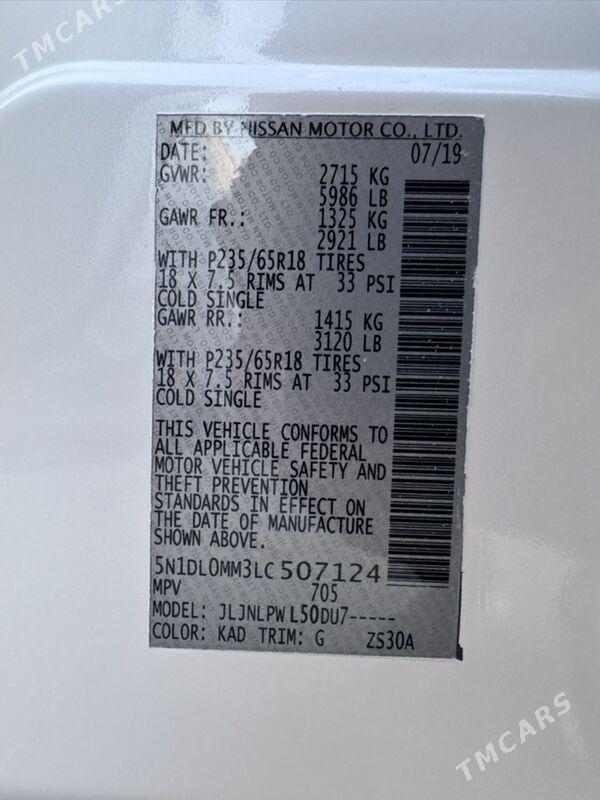 TMCARS
MFD BY NISSAN MOTOR CO., LTD.
DATE: 07/19
GVWR: 2715 KG
5986 LB
GAWR FR.: 1325 KG
2921 LB
WITH P235/65R18 TIRES
18 X 7.5 RIMS AT 33 PSI
COLD SINGLE
GAWR RR.: 1415 KG
3120 LB
WITH P235/65R18 TIRES
18 X 7.5 RIMS AT 33 PSI
COLD SINGLE
THIS VEHICLE CONFORMS TO
ALL APPLICABLE FEDERAL
MOTOR VEHICLE SAFETY AND
THEFT PREVENTION
STANDARDS IN EFFECT ON
THE DATE OF MANUFACTURE
SHOWN ABOVE.
5N1DL0MM3LC507124
MPV 705
MODEL: JLJNLPW L50DU7-----
COLOR: KAD TRIM: G ZS30A
TMCARS